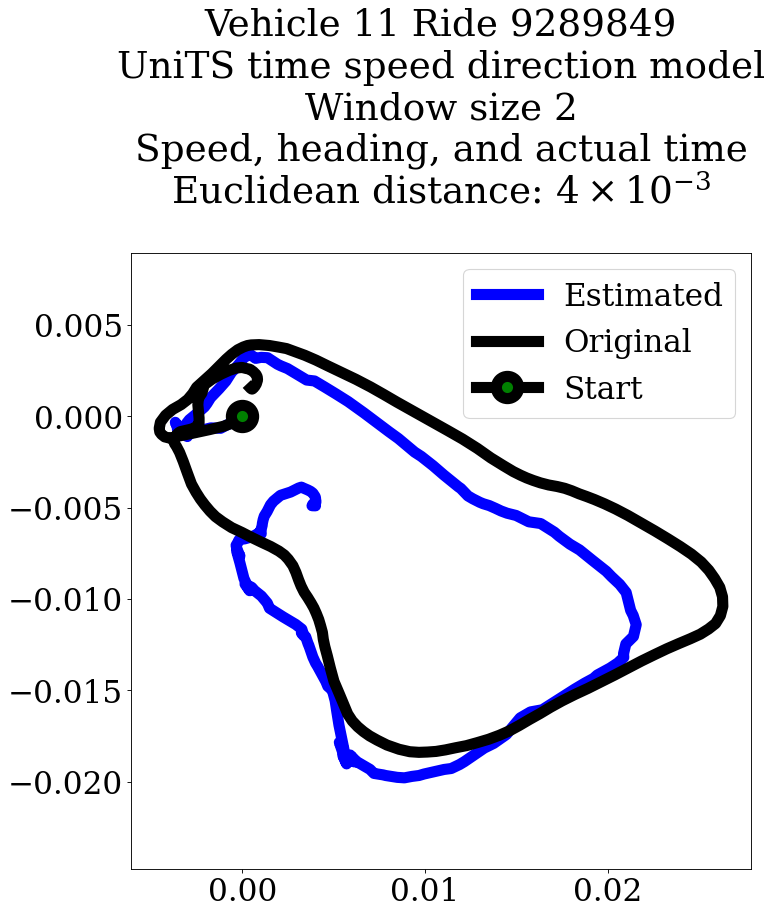 Vehicle 11 Ride 9289849
UniTS time speed direction model
Window size 2
Speed, heading, and actual time
Euclidean distance: $4 \times 10^{-3}$
Estimated
Original
Start
0.005
0.000
−0.005
−0.010
−0.015
−0.020
0.00 0.01 0.02